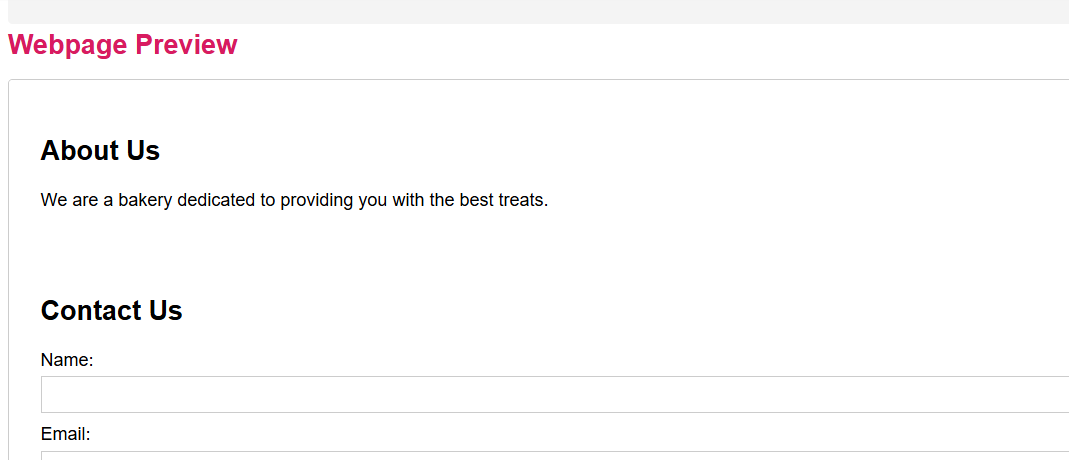 Webpage Preview
About Us
We are a bakery dedicated to providing you with the best treats.
Contact Us
Name:
Email: